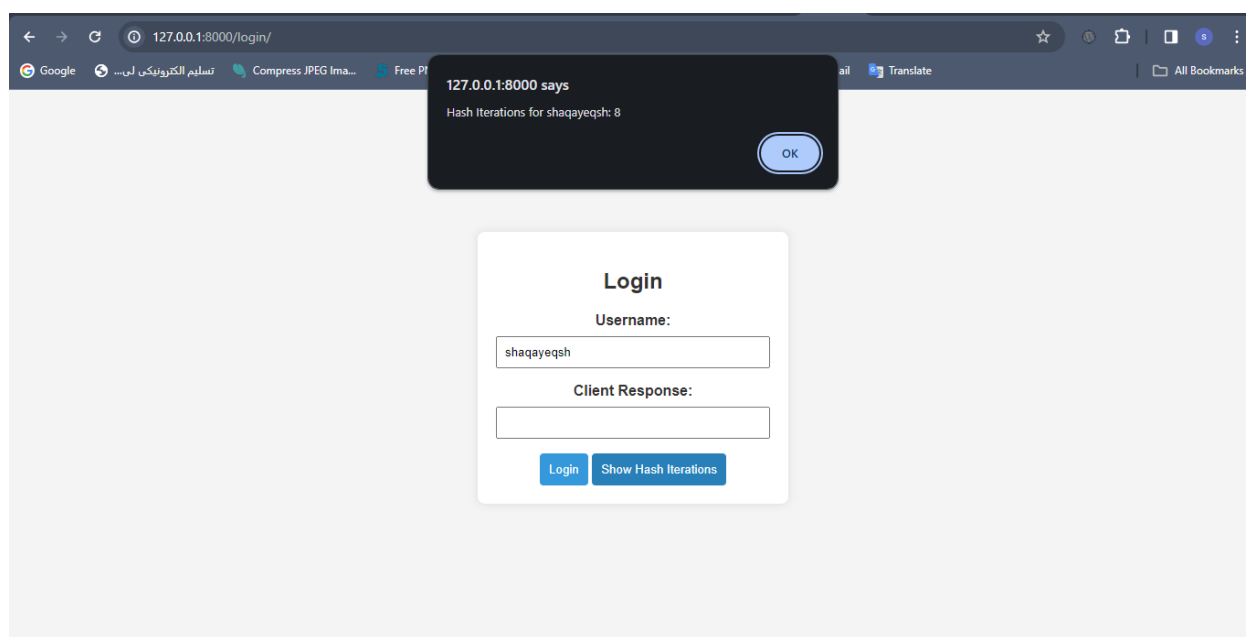 127.0.0.1:8000/login/
Google تسلیم الکترونیکی لی... Compress JPEG Ima... Free Pl ail Translate All Bookmarks
127.0.0.1:8000 says
Hash Iterations for shaqayeqsh: 8
OK
Login
Username:
shaqayeqsh
Client Response:
Login Show Hash Iterations